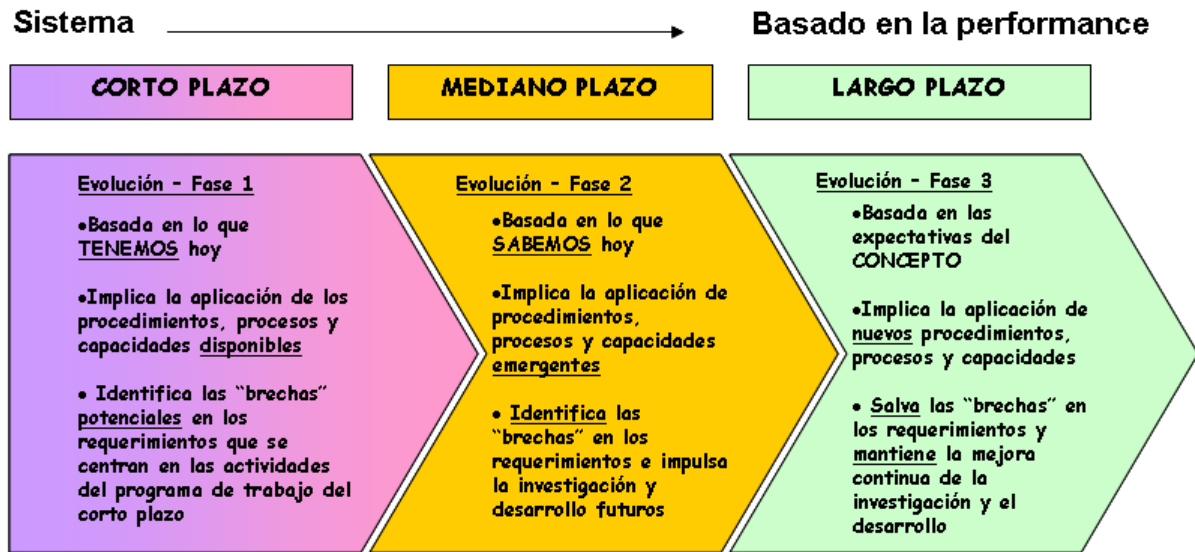 Sistema
Basado en la performance
CORTO PLAZO
MEDIANO PLAZO
LARGO PLAZO
Evolución - Fase 1
•Basada en lo que
TENEMOS hoy
•Implica la aplicación de los
procedimientos, procesos y
capacidades disponibles
• Identifica las “brechas”
potenciales en los
requerimientos que se
centran en las actividades
del programa de trabajo del
corto plazo
Evolución - Fase 2
•Basada en lo que
SABEMOS hoy
•Implica la aplicación de
procedimientos,
procesos y capacidades
emergentes
• Identifica las
“brechas” en los
requerimientos e impulsa
la investigación y
desarrollo futuros
Evolución - Fase 3
•Basada en las
expectativas del
CONCEPTO
•Implica la aplicación de
nuevos procedimientos,
procesos y capacidades
• Salva las “brechas” en
los requerimientos y
mantiene la mejora
continua de la
investigación y el
desarrollo